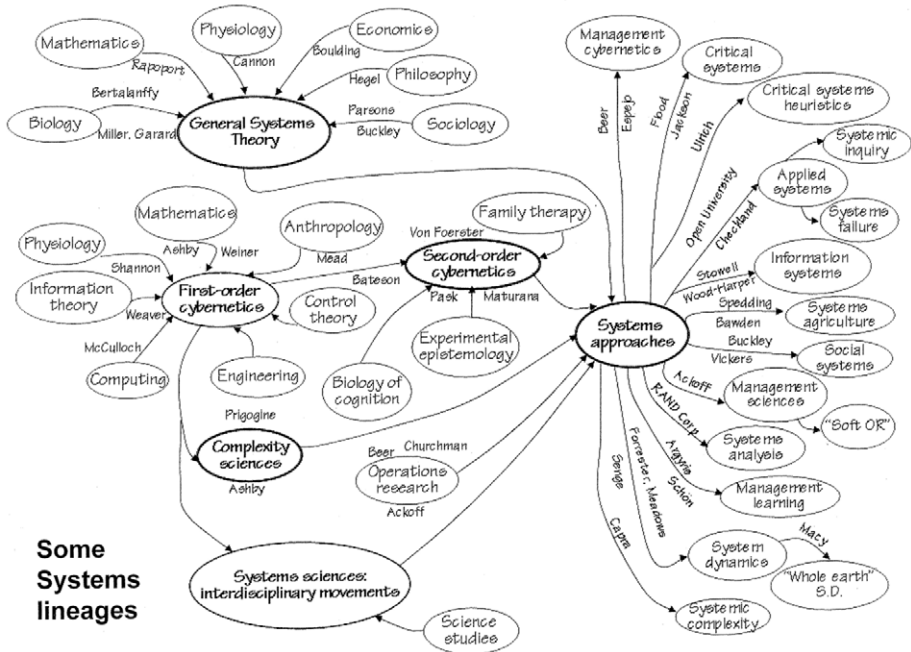 Mathematics
Physiology
Economics
Philosophy
Sociology
Biology
Rapoport
Cannon
Boulding
Hegel
Parsons
Buckley
Bertalanffy
Miller, Garard
General Systems
Theory
Mathematics
Physiology
Information
theory
Computing
Engineering
Control
theory
Anthropology
Ashby
Weiner
Shannon
Weaver
McCulloch
Mead
Bateson
First-order
cybernetics
Von Foerster
Family therapy
Second-order
cybernetics
Pask
Maturana
Experimental
epistemology
Biology of
cognition
Prigogine
Complexity
sciences
Ashby
Beer
Churchman
Operations
research
Ackoff
Systems sciences:
interdisciplinary movements
Science
studies
Systems
approaches
Management
cybernetics
Beer
Espejo
Critical
systems
Flood
Jackson
Critical systems
heuristics
Ulrich
Systemic
inquiry
Applied
systems
Systems
failure
Open University
Checkland
Information
systems
Stowell
Wood-Harper
Systems
agriculture
Spedding
Bawden
Social
systems
Buckley
Vickers
Management
sciences
Ackoff
"Soft OR"
Systems
analysis
RAND Corp
Management
learning
Argyris
Schön
System
dynamics
Forrester, Meadows
Macy
"Whole earth"
S.D.
Senge
Capra
Systemic
complexity
Some
Systems
lineages